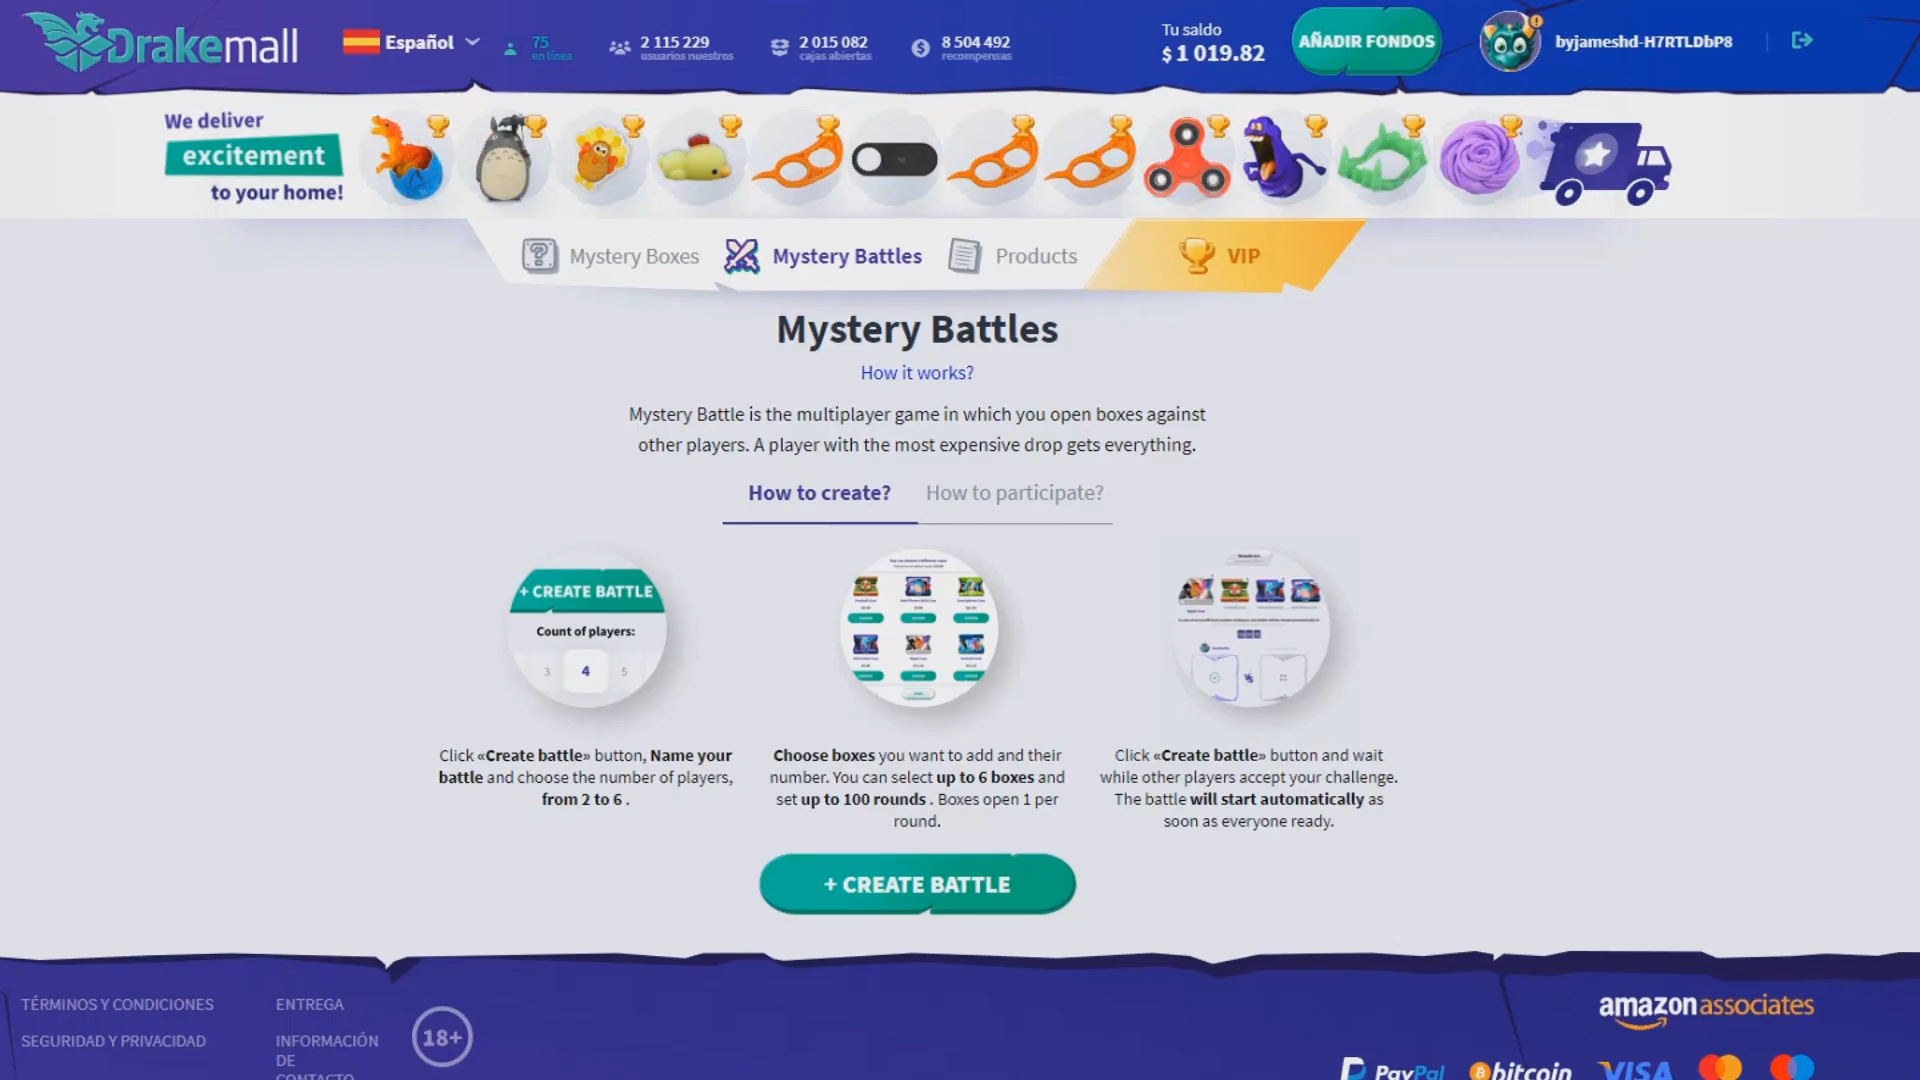 Drakemall
Español
75
en línea
2 115 229
usuarios nuestros
2 015 082
cajas abiertas
8 504 492
recompensas
Tu saldo
$ 1 019.82
AÑADIR FONDOS
byjameshd-H7RTLDbP8
We deliver
excitement
to your home!
Mystery Boxes
Mystery Battles
Products
VIP
Mystery Battles
How it works?
Mystery Battle is the multiplayer game in which you open boxes against
other players. A player with the most expensive drop gets everything.
How to create?
How to participate?
+ CREATE BATTLE
Count of players:
3 4 5
Click «Create battle» button, Name your
battle and choose the number of players,
from 2 to 6 .
Choose boxes you want to add and their
number. You can select up to 6 boxes and
set up to 100 rounds . Boxes open 1 per
round.
Click «Create battle» button and wait
while other players accept your challenge.
The battle will start automatically as
soon as everyone ready.
+ CREATE BATTLE
TÉRMINOS Y CONDICIONES
SEGURIDAD Y PRIVACIDAD
ENTREGA
INFORMACIÓN
DE
CONTACTO
18+
amazon associates
PayPal
bitcoin
VISA